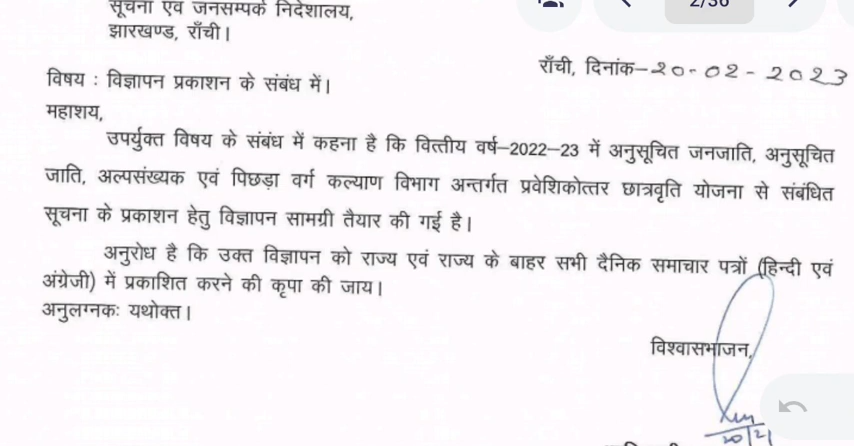 2/36
सूचना एवं जनसम्पर्क निदेशालय,
झारखण्ड, राँची।
राँची, दिनांक–20-02-2023
विषय : विज्ञापन प्रकाशन के संबंध में।
महाशय,
उपर्युक्त विषय के संबंध में कहना है कि वित्तीय वर्ष–2022–23 में अनुसूचित जनजाति, अनुसूचित
जाति, अल्पसंख्यक एवं पिछड़ा वर्ग कल्याण विभाग अन्तर्गत प्रवेशिकोत्तर छात्रवृति योजना से संबंधित
सूचना के प्रकाशन हेतु विज्ञापन सामग्री तैयार की गई है।
अनुरोध है कि उक्त विज्ञापन को राज्य एवं राज्य के बाहर सभी दैनिक समाचार पत्रों (हिन्दी एवं
अंग्रेजी) में प्रकाशित करने की कृपा की जाय।
अनुलग्नकः यथोक्त।
विश्वासभाजन,